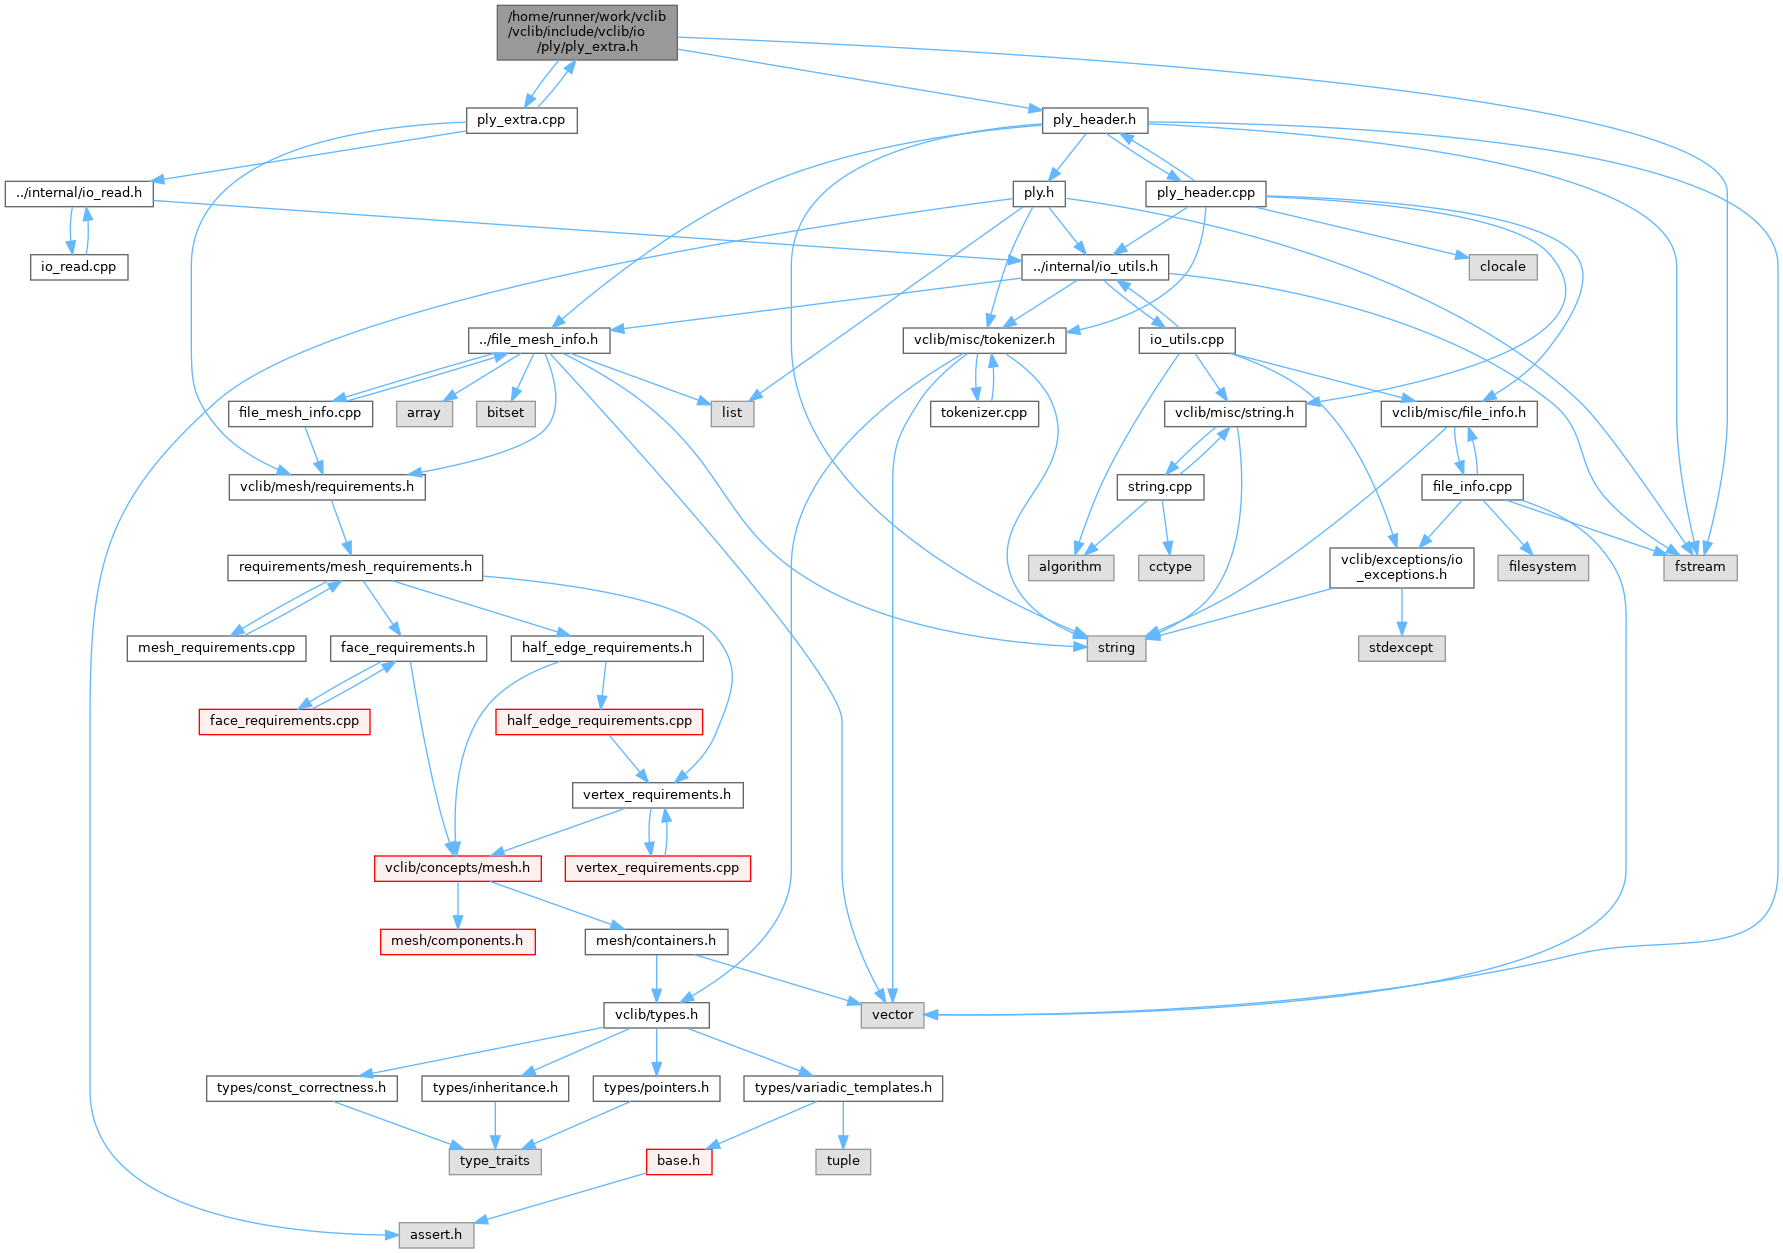 /home/runner/work/vclib
/vclib/include/vclib/io
/ply/ply_extra.h
ply_extra.cpp
ply_header.h
../internal/io_read.h
ply.h
ply_header.cpp
io_read.cpp
../internal/io_utils.h
clocale
../file_mesh_info.h
vclib/misc/tokenizer.h
io_utils.cpp
file_mesh_info.cpp
array
bitset
list
tokenizer.cpp
vclib/misc/string.h
vclib/misc/file_info.h
vclib/mesh/requirements.h
string.cpp
file_info.cpp
requirements/mesh_requirements.h
algorithm
cctype
vclib/exceptions/io
_exceptions.h
filesystem
fstream
mesh_requirements.cpp
face_requirements.h
half_edge_requirements.h
string
stdexcept
face_requirements.cpp
half_edge_requirements.cpp
vertex_requirements.h
vclib/concepts/mesh.h
vertex_requirements.cpp
mesh/components.h
mesh/containers.h
vclib/types.h
vector
types/const_correctness.h
types/inheritance.h
types/pointers.h
types/variadic_templates.h
type_traits
base.h
tuple
assert.h